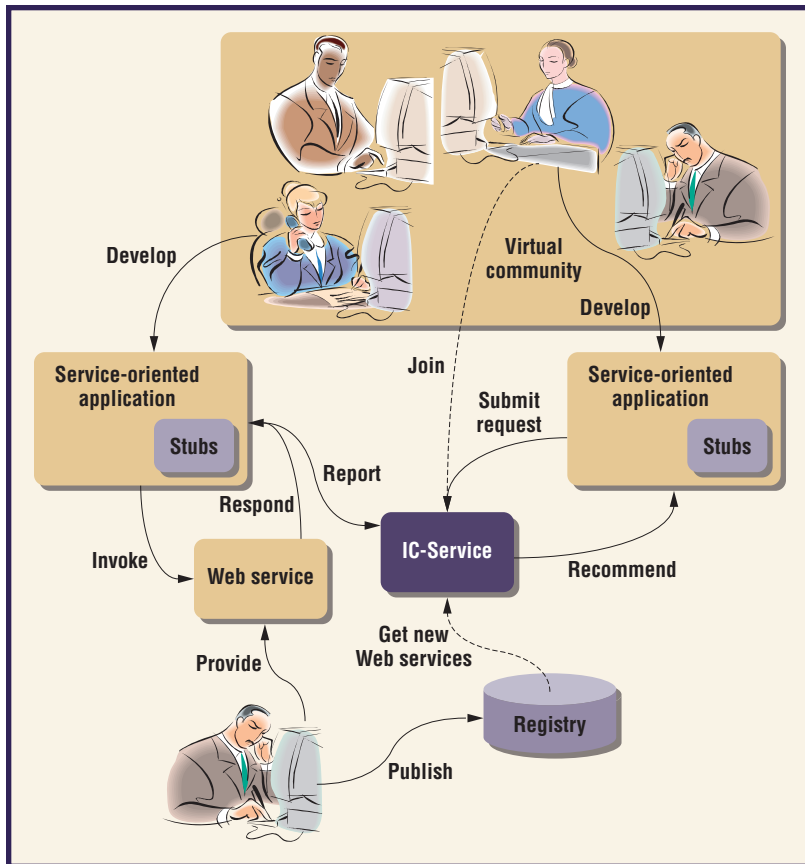 Virtual
community
Develop
Develop
Join
Service-oriented
application
Stubs
Service-oriented
application
Stubs
Submit
request
Report
Respond
Invoke
Web service
IC-Service
Recommend
Get new
Web services
Provide
Registry
Publish